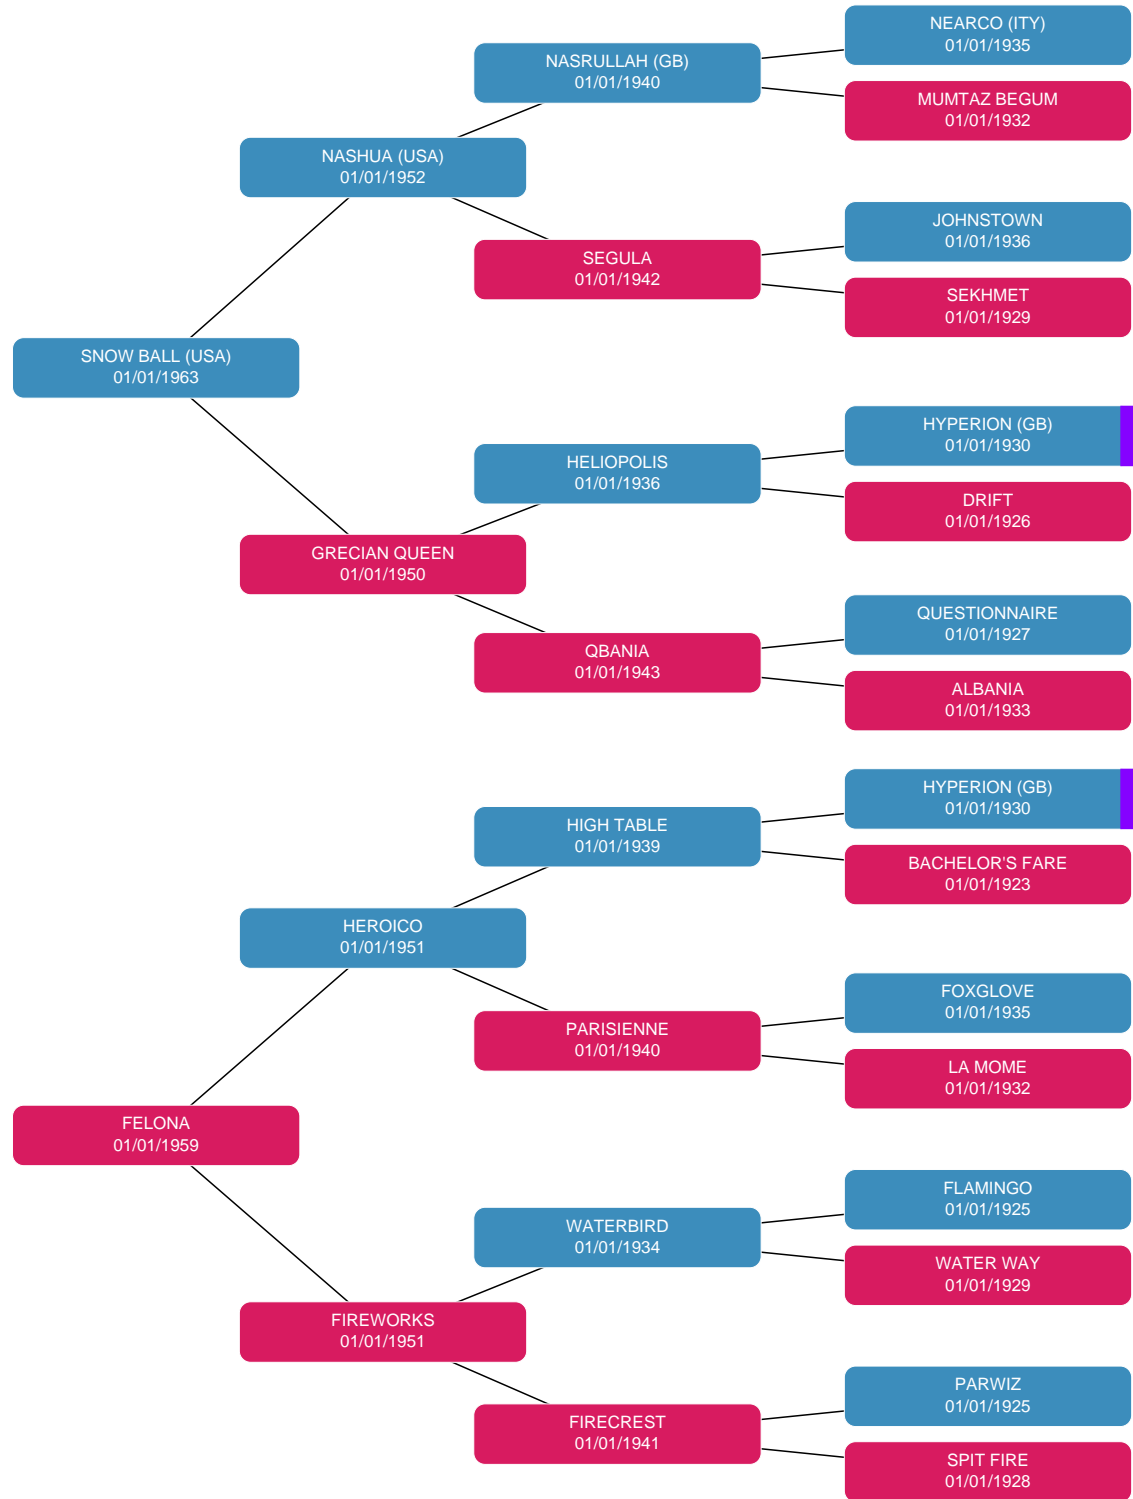 NEARCO (ITY)
01/01/1935
NASRULLAH (GB)
01/01/1940
MUMTAZ BEGUM
01/01/1932
NASHUA (USA)
01/01/1952
JOHNSTOWN
01/01/1936
SEGULA
01/01/1942
SEKHMET
01/01/1929
SNOW BALL (USA)
01/01/1963
HYPERION (GB)
01/01/1930
HELIOPOLIS
01/01/1936
DRIFT
01/01/1926
GRECIAN QUEEN
01/01/1950
QUESTIONNAIRE
01/01/1927
QBANIA
01/01/1943
ALBANIA
01/01/1933
HYPERION (GB)
01/01/1930
HIGH TABLE
01/01/1939
BACHELOR'S FARE
01/01/1923
HEROICO
01/01/1951
FOXGLOVE
01/01/1935
PARISIENNE
01/01/1940
LA MOME
01/01/1932
FELONA
01/01/1959
FLAMINGO
01/01/1925
WATERBIRD
01/01/1934
WATER WAY
01/01/1929
FIREWORKS
01/01/1951
PARWIZ
01/01/1925
FIRECREST
01/01/1941
SPIT FIRE
01/01/1928